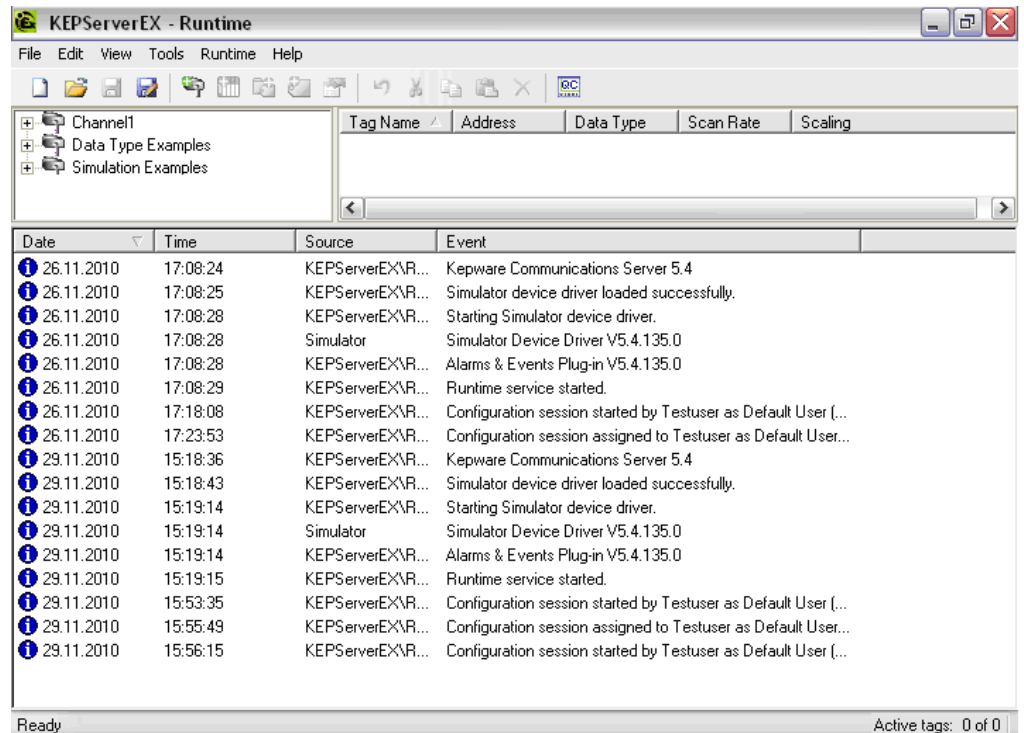 KEPServerEX - Runtime
File Edit View Tools Runtime Help
QC
Channel1
Data Type Examples
Simulation Examples
Tag Name Address Data Type Scan Rate Scaling
Date Time Source Event
26.11.2010 17:08:24 KEPServerEX\R... Kepware Communications Server 5.4
26.11.2010 17:08:25 KEPServerEX\R... Simulator device driver loaded successfully.
26.11.2010 17:08:28 KEPServerEX\R... Starting Simulator device driver.
26.11.2010 17:08:28 Simulator Simulator Device Driver V5.4.135.0
26.11.2010 17:08:28 KEPServerEX\R... Alarms & Events Plug-in V5.4.135.0
26.11.2010 17:08:29 KEPServerEX\R... Runtime service started.
26.11.2010 17:18:08 KEPServerEX\R... Configuration session started by Testuser as Default User (...
26.11.2010 17:23:53 KEPServerEX\R... Configuration session assigned to Testuser as Default User...
29.11.2010 15:18:36 KEPServerEX\R... Kepware Communications Server 5.4
29.11.2010 15:18:43 KEPServerEX\R... Simulator device driver loaded successfully.
29.11.2010 15:19:14 KEPServerEX\R... Starting Simulator device driver.
29.11.2010 15:19:14 Simulator Simulator Device Driver V5.4.135.0
29.11.2010 15:19:14 KEPServerEX\R... Alarms & Events Plug-in V5.4.135.0
29.11.2010 15:19:15 KEPServerEX\R... Runtime service started.
29.11.2010 15:53:35 KEPServerEX\R... Configuration session started by Testuser as Default User (...
29.11.2010 15:55:49 KEPServerEX\R... Configuration session assigned to Testuser as Default User...
29.11.2010 15:56:15 KEPServerEX\R... Configuration session started by Testuser as Default User (...
Ready Active tags: 0 of 0